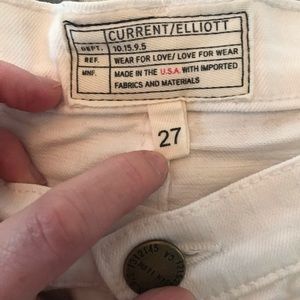 CURRENT/ELLIOTT
DEPT. 10.15.9.5
REF. WEAR FOR LOVE/ LOVE FOR WEAR
MNF. MADE IN THE U.S.A. WITH IMPORTED
FABRICS AND MATERIALS
27